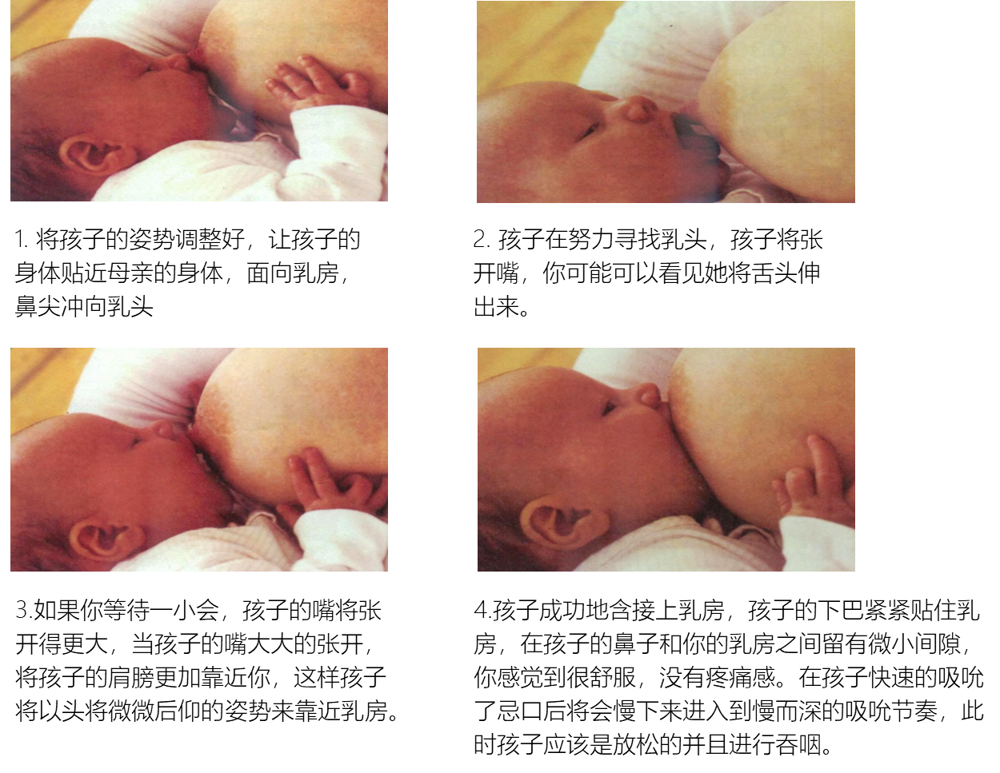 1. 将孩子的姿势调整好，让孩子的
身体贴近母亲的身体，面向乳房，
鼻尖冲向乳头
2. 孩子在努力寻找乳头，孩子将张
开嘴，你可能可以看见她将舌头伸
出来。
3.如果你等待一小会，孩子的嘴将张
开得更大，当孩子的嘴大大的张开，
将孩子的肩膀更加靠近你，这样孩子
将以头将微微后仰的姿势来靠近乳房。
4.孩子成功地含接上乳房，孩子的下巴紧紧贴住乳
房，在孩子的鼻子和你的乳房之间留有微小间隙，
你感觉到很舒服，没有疼痛感。在孩子快速的吸吮
了忌口后将会慢下来进入到慢而深的吸吮节奏，此
时孩子应该是放松的并且进行吞咽。